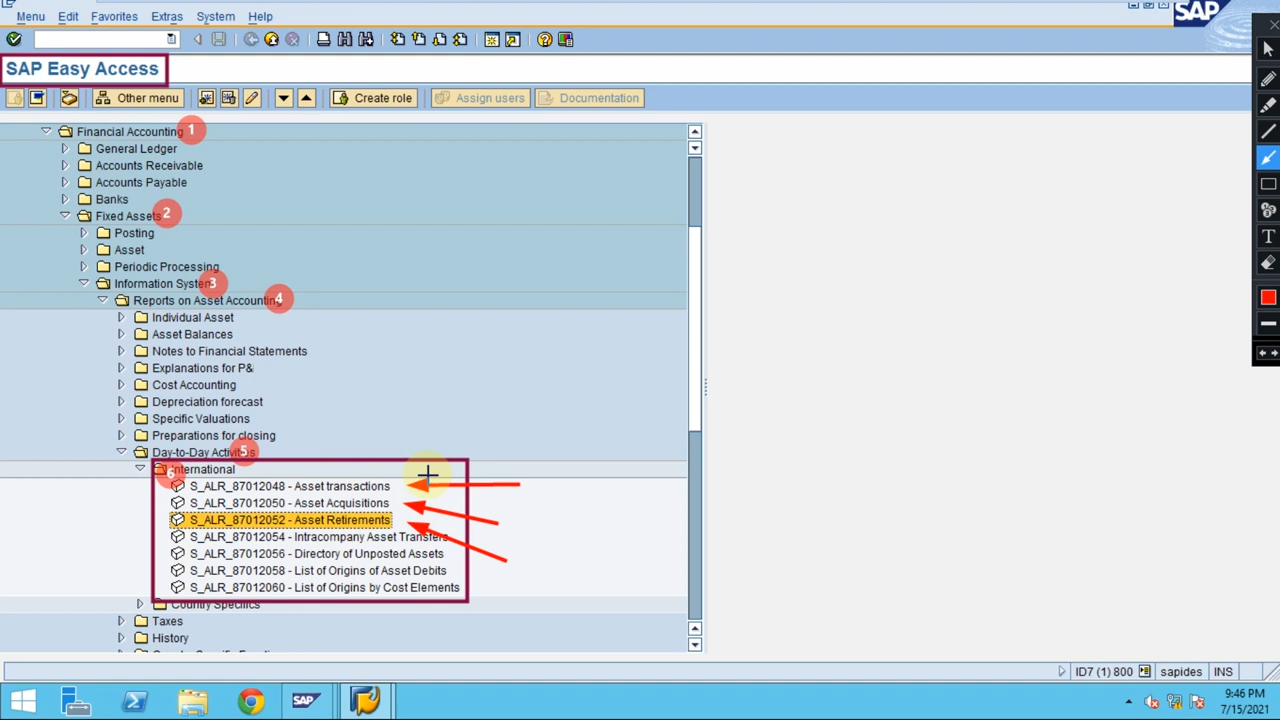 Menu Edit Favorites Extras System Help
SAP
SAP Easy Access
Other menu Create role Assign users Documentation
Financial Accounting 1
General Ledger
Accounts Receivable
Accounts Payable
Banks
Fixed Assets 2
Posting
Asset
Periodic Processing
Information System 3
Reports on Asset Accounting 4
Individual Asset
Asset Balances
Notes to Financial Statements
Explanations for P&
Cost Accounting
Depreciation forecast
Specific Valuations
Preparations for closing
Day-to-Day Activities 5
6 International
S_ALR_87012048 - Asset transactions
S_ALR_87012050 - Asset Acquisitions
S_ALR_87012052 - Asset Retirements
S_ALR_87012054 - Intracompany Asset Transfers
S_ALR_87012056 - Directory of Unposted Assets
S_ALR_87012058 - List of Origins of Asset Debits
S_ALR_87012060 - List of Origins by Cost Elements
Country Specifics
Taxes
History
ID7 (1) 800 sapides INS
SAP
9:46 PM
7/15/2021